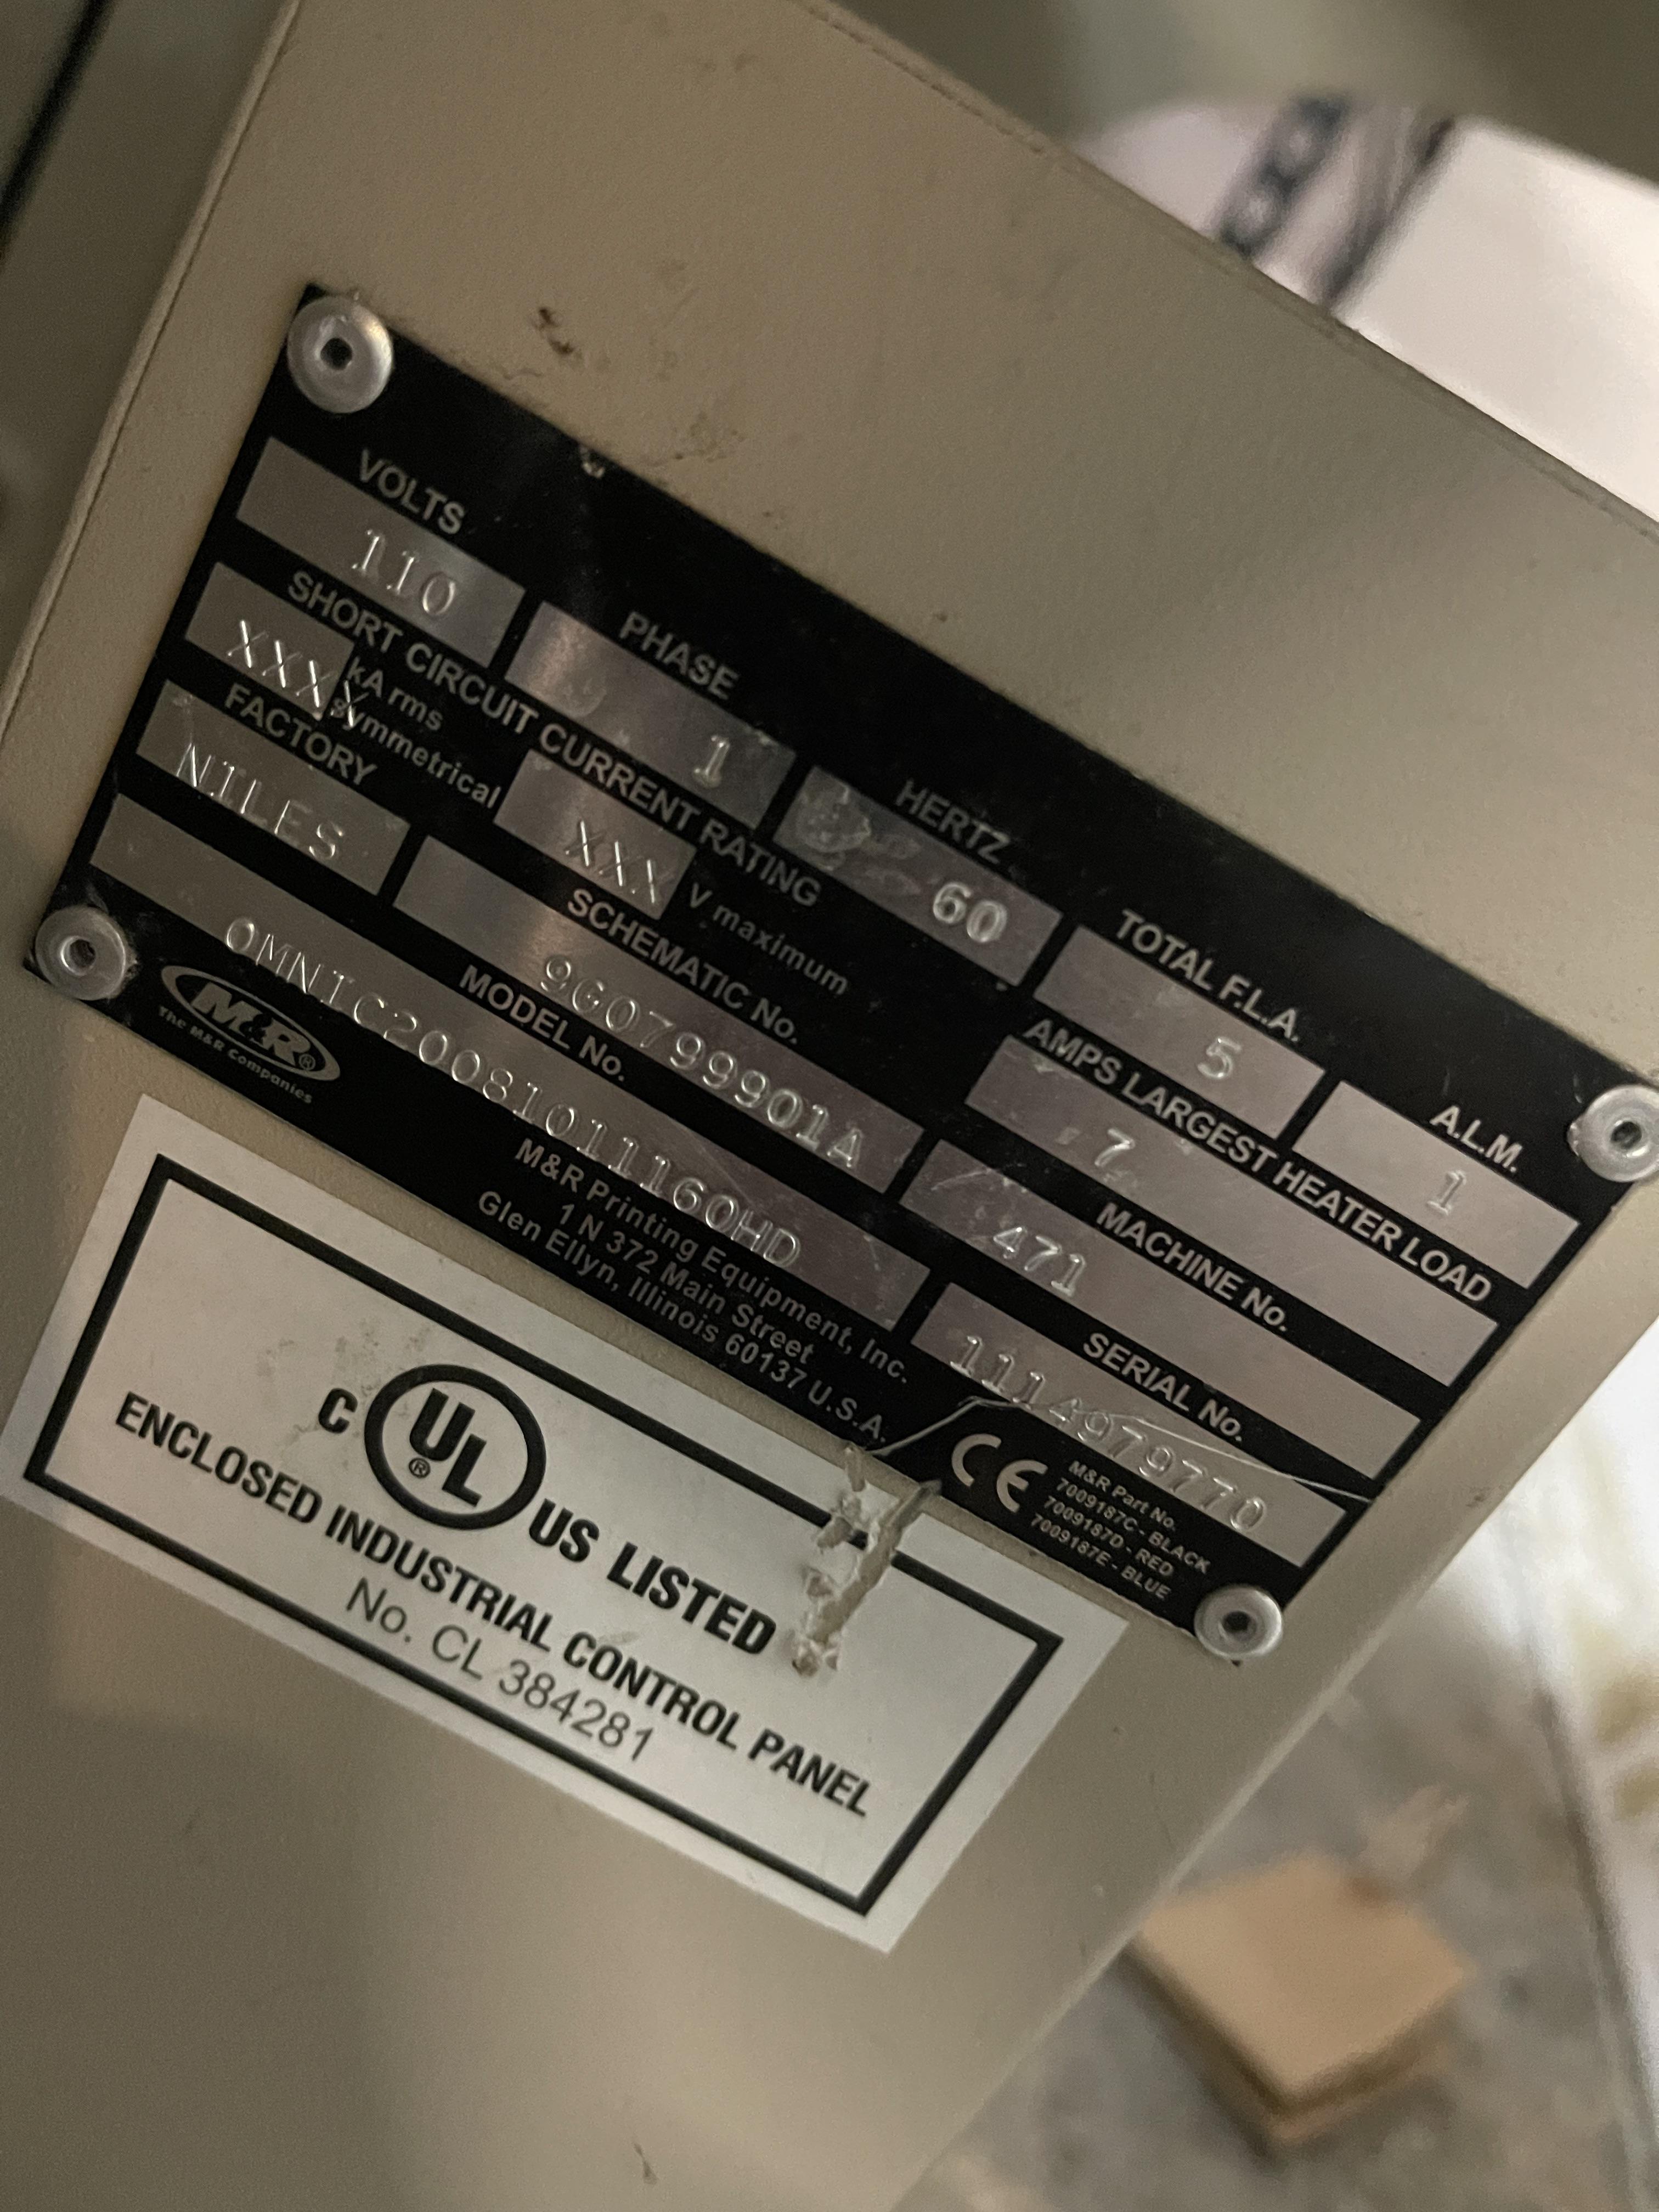 VOLTS
110
PHASE
1
HERTZ
60
TOTAL F.L.A.
5
A.L.M.
1
SHORT CIRCUIT CURRENT RATING
XXXX
kA rms
symmetrical
XXX
V maximum
AMPS LARGEST HEATER LOAD
.7
FACTORY
NILES
SCHEMATIC No.
9G0799901A
MACHINE No.
471
MODEL No.
OMNIC20081011160HD
SERIAL No.
1114979770
M&R®
The M&R Companies
M&R Printing Equipment, Inc.
1 N 372 Main Street
Glen Ellyn, Illinois 60137 U.S.A.
CE
M&R Part No.
7009187C - BLACK
7009187D - RED
7009187E - BLUE
C UL® US LISTED
ENCLOSED INDUSTRIAL CONTROL PANEL
No. CL 384281